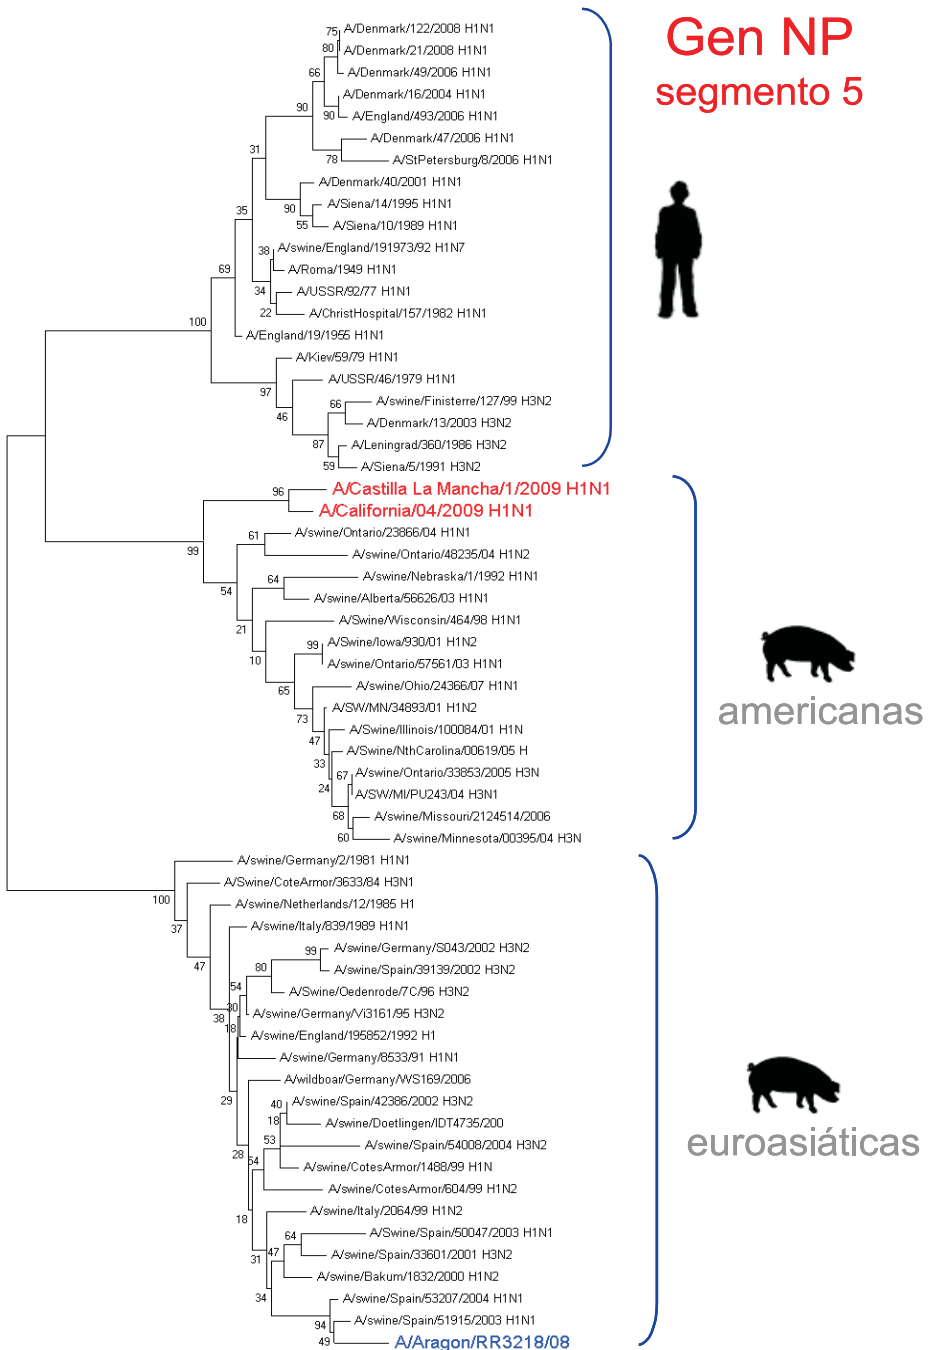 Gen NP
segmento 5
75
A/Denmark/122/2008 H1N1
80
A/Denmark/21/2008 H1N1
66
A/Denmark/49/2006 H1N1
A/Denmark/16/2004 H1N1
90
90
A/England/493/2006 H1N1
A/Denmark/47/2006 H1N1
31
78
A/StPetersburg/8/2006 H1N1
A/Denmark/40/2001 H1N1
90
A/Siena/14/1995 H1N1
35
55
A/Siena/10/1989 H1N1
38
A/swine/England/191973/92 H1N7
69
A/Roma/1949 H1N1
34
A/USSR/92/77 H1N1
22
A/ChristHospital/157/1982 H1N1
100
A/England/19/1955 H1N1
A/Kiev/59/79 H1N1
97
A/USSR/46/1979 H1N1
66
A/swine/Finisterre/127/99 H3N2
46
A/Denmark/13/2003 H3N2
87
A/Leningrad/360/1986 H3N2
59
A/Siena/5/1991 H3N2
96
A/Castilla La Mancha/1/2009 H1N1
A/California/04/2009 H1N1
61
A/swine/Ontario/23866/04 H1N1
99
A/swine/Ontario/48235/04 H1N2
54
64
A/swine/Nebraska/1/1992 H1N1
A/swine/Alberta/56626/03 H1N1
21
A/Swine/Wisconsin/464/98 H1N1
99
A/Swine/Iowa/930/01 H1N2
10
A/swine/Ontario/57561/03 H1N1
65
A/swine/Ohio/24366/07 H1N1
73
A/SW/MN/34893/01 H1N2
47
A/Swine/Illinois/100084/01 H1N
33
A/Swine/NthCarolina/00619/05 H
67
A/swine/Ontario/33853/2005 H3N
24
A/SW/MI/PU243/04 H3N1
68
A/swine/Missouri/2124514/2006
60
A/swine/Minnesota/00395/04 H3N
americanas
A/swine/Germany/2/1981 H1N1
100
A/Swine/CoteArmor/3633/84 H3N1
37
A/swine/Netherlands/12/1985 H1
47
A/swine/Italy/839/1989 H1N1
99
A/swine/Germany/S043/2002 H3N2
80
A/swine/Spain/39139/2002 H3N2
54
A/Swine/Oedenrode/7C/96 H3N2
30
38
A/swine/Germany/Vi3161/95 H3N2
18
A/swine/England/195852/1992 H1
A/swine/Germany/8533/91 H1N1
29
A/wildboar/Germany/WS169/2006
40
A/swine/Spain/42386/2002 H3N2
18
A/swine/Doetlingen/IDT4735/200
53
A/swine/Spain/54008/2004 H3N2
28
54
A/swine/CotesArmor/1488/99 H1N
A/swine/CotesArmor/604/99 H1N2
18
A/swine/Italy/2064/99 H1N2
64
A/Swine/Spain/50047/2003 H1N1
31
47
A/swine/Spain/33601/2001 H3N2
A/swine/Bakum/1832/2000 H1N2
34
A/swine/Spain/53207/2004 H1N1
94
A/swine/Spain/51915/2003 H1N1
49
A/Aragon/RR3218/08
euroasiáticas